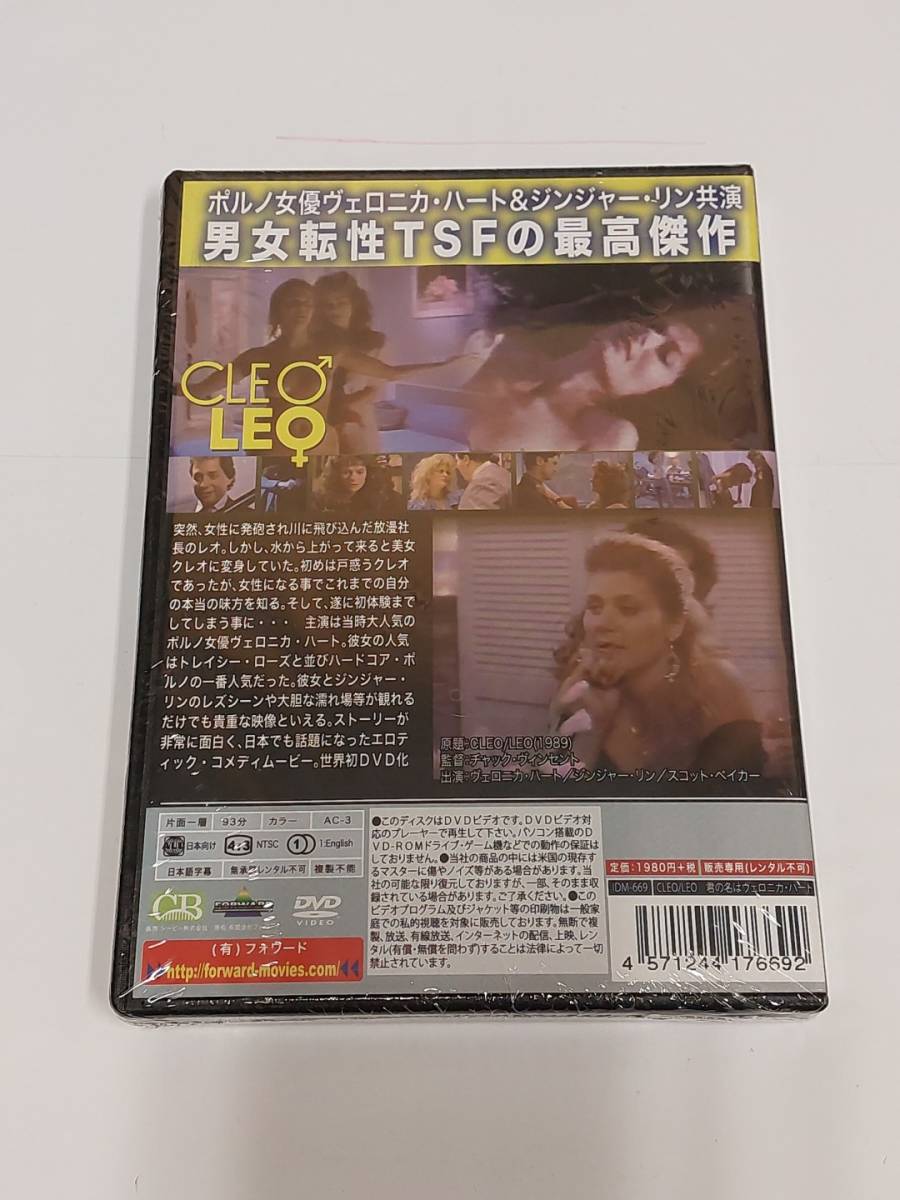 ポルノ女優ヴェロニカ・ハート&ジンジャー・リン共演
男女転性TSFの最高傑作
CLEO
LEO
突然、女性に発砲され川に飛び込んだ放漫社
長のレオ。しかし、水から上がって来ると美女
クレオに変身していた。初めは戸惑うクレオ
であったが、女性になる事でこれまでの自分
の本当の味方を知る。そして、遂に初体験まで
してしまう事に・・・ 主演は当時大人気の
ポルノ女優ヴェロニカ・ハート。彼女の人気
はトレイシー・ローズと並びハードコア・ポ
ルノの一番人気だった。彼女とジンジャー・
リンのレズシーンや大胆な濡れ場等が観れる
だけでも貴重な映像といえる。ストーリーが
非常に面白く、日本でも話題になったエロテ
ィック・コメディムービー。世界初DVD化
原題:CLEO/LEO(1989)
監督:チャック・ヴィンセント
出演:ヴェロニカ・ハート/ジンジャー・リン/スコット・ベイカー
片面一層 93分 カラー AC-3
ALL 日本向け 4:3 NTSC 1 1:English
日本語字幕 無承諾レンタル不可 複製不能
CB FORWARD DVD VIDEO
(有)フォワード
http://forward-movies.com/
●このディスクはDVDビデオです。DVDビデオ対
応のプレーヤーで再生して下さい。パソコン搭載のD
VD-ROMドライブ・ゲーム機などでの動作の保証は
しておりません。●当社の商品の中には米国の現存す
るマスターに傷やノイズ等がある場合があります。当
社の可能な限り復元しておりますが、一部、そのまま収
録されている場合があります。ご了承ください。●この
ビデオプログラム及びジャケット等の印刷物は一般家
庭での私的視聴を対象に販売しております。無断で複
製、放送、有線放送、インターネットの配信、上映、レン
タル(有償・無償を問わず)することは法律によって一切
禁止されています。
定価:1980円+税 販売専用(レンタル不可)
IDM-669 CLEO/LEO 君の名はヴェロニカ・ハート
4 571244 176692